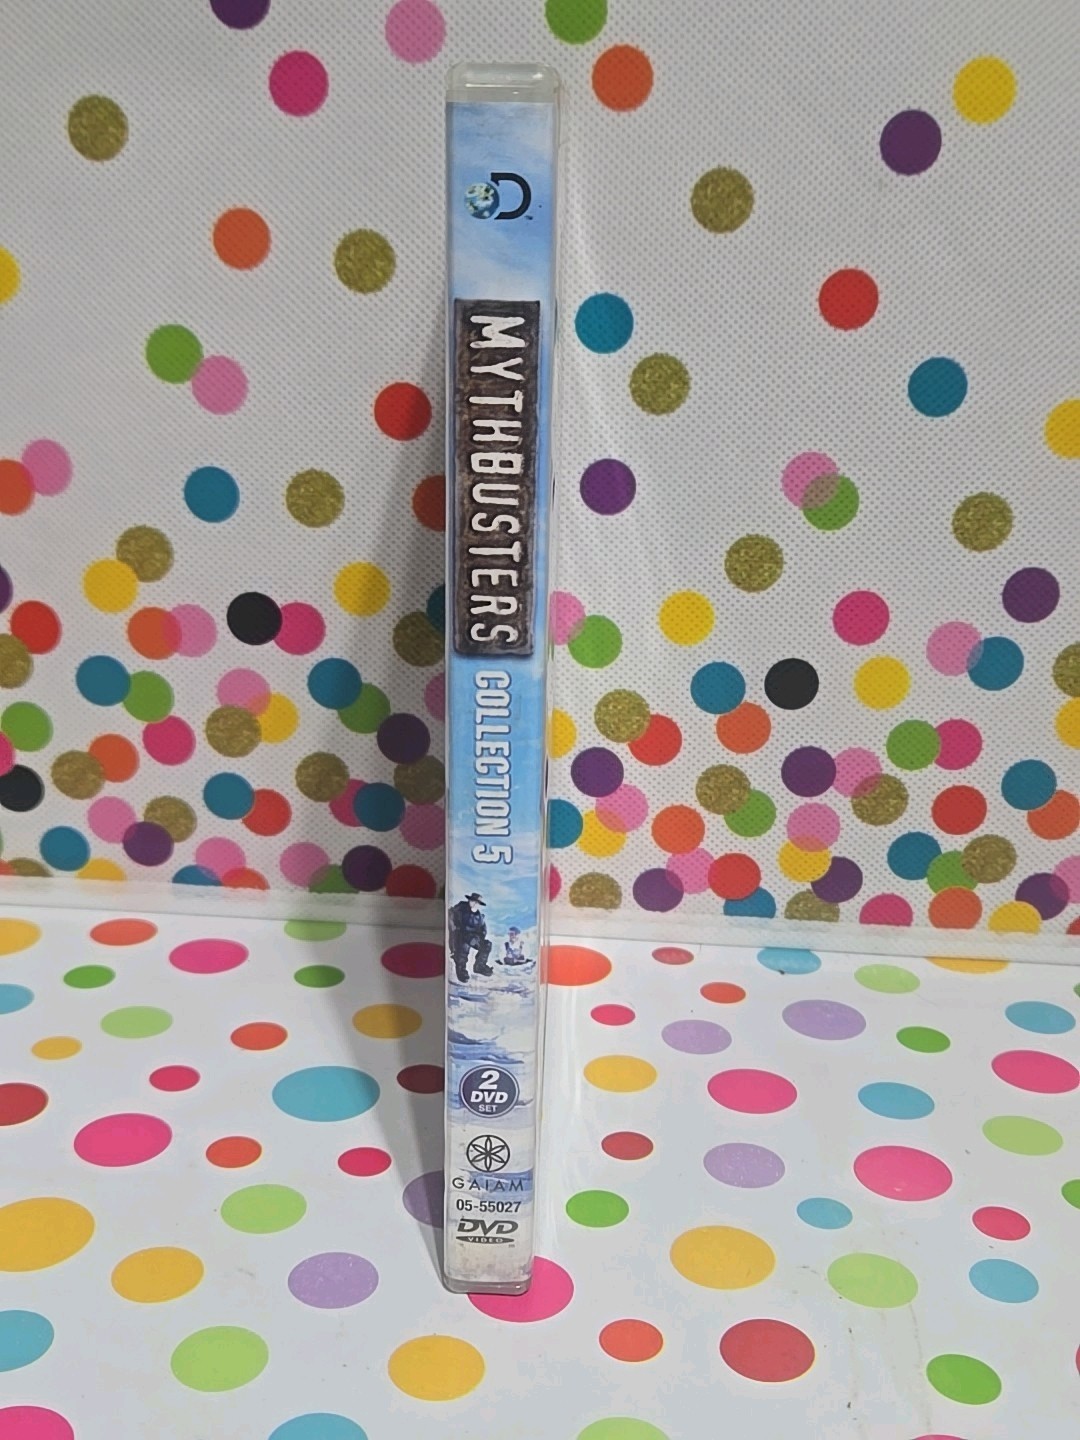 D
MYTHBUSTERS
COLLECTION 5
2
DVD
SET
GAIAM
05-55027
DVD
VIDEO